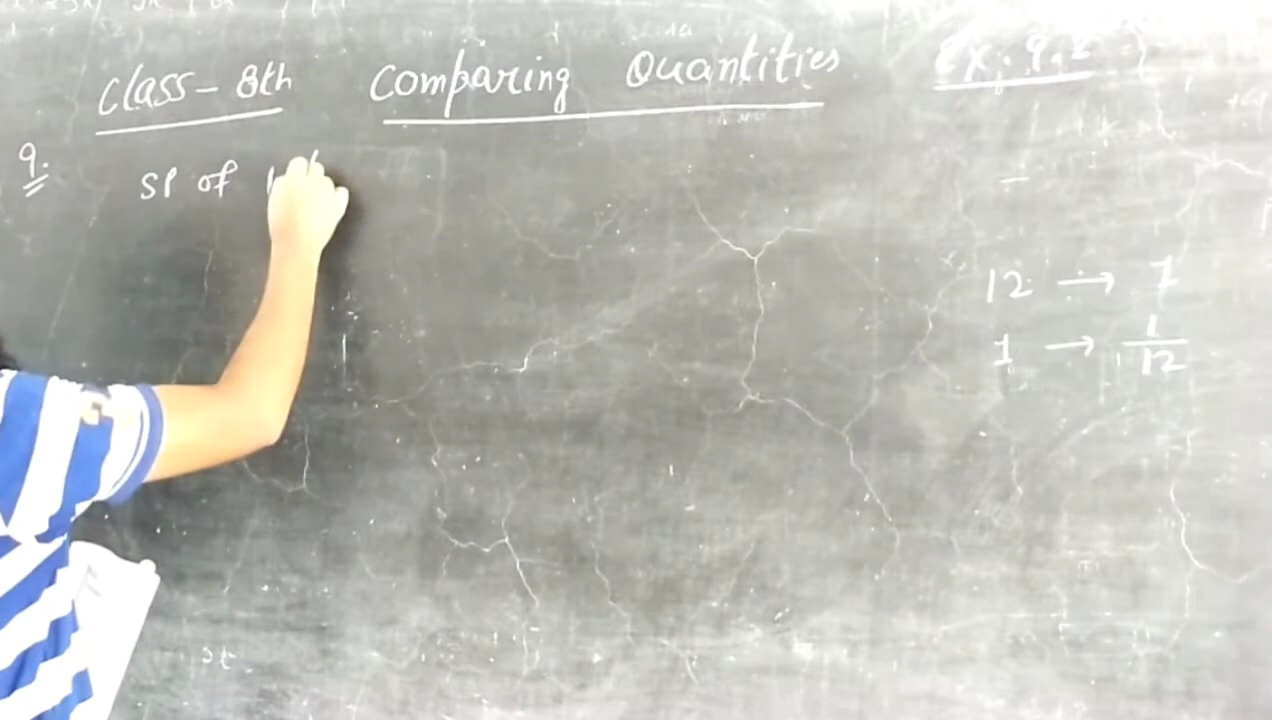 Class - 8th Comparing Quantities Ex. 9.2
9.
SP of
12 → 7
1 → 1/12